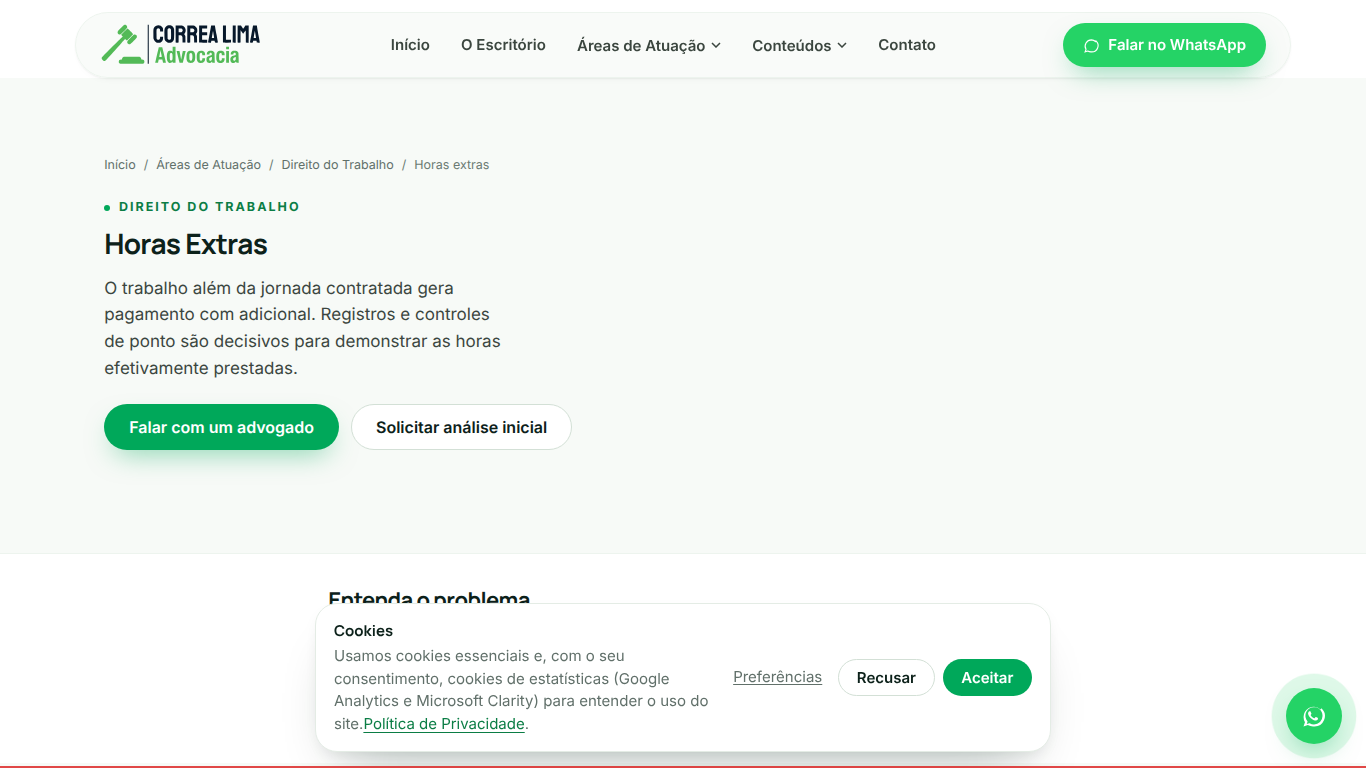 CORREA LIMA
Advocacia
Início
O Escritório
Áreas de Atuação
Conteúdos
Contato
Falar no WhatsApp
Início / Áreas de Atuação / Direito do Trabalho / Horas extras
DIREITO DO TRABALHO
Horas Extras
O trabalho além da jornada contratada gera
pagamento com adicional. Registros e controles
de ponto são decisivos para demonstrar as horas
efetivamente prestadas.
Falar com um advogado
Solicitar análise inicial
Entenda o problema
Cookies
Usamos cookies essenciais e, com o seu
consentimento, cookies de estatísticas (Google
Analytics e Microsoft Clarity) para entender o uso do
site.Política de Privacidade.
Preferências
Recusar
Aceitar